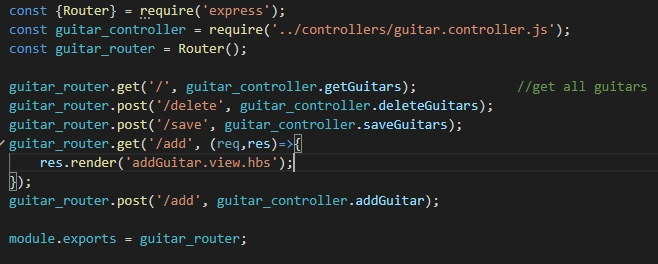 const {Router} = require('express');
const guitar_controller = require('../controllers/guitar.controller.js');
const guitar_router = Router();
guitar_router.get('/', guitar_controller.getGuitars); //get all guitars
guitar_router.post('/delete', guitar_controller.deleteGuitars);
guitar_router.post('/save', guitar_controller.saveGuitars);
guitar_router.get('/add', (req,res)=>{
res.render('addGuitar.view.hbs');
});
guitar_router.post('/add', guitar_controller.addGuitar);
module.exports = guitar_router;